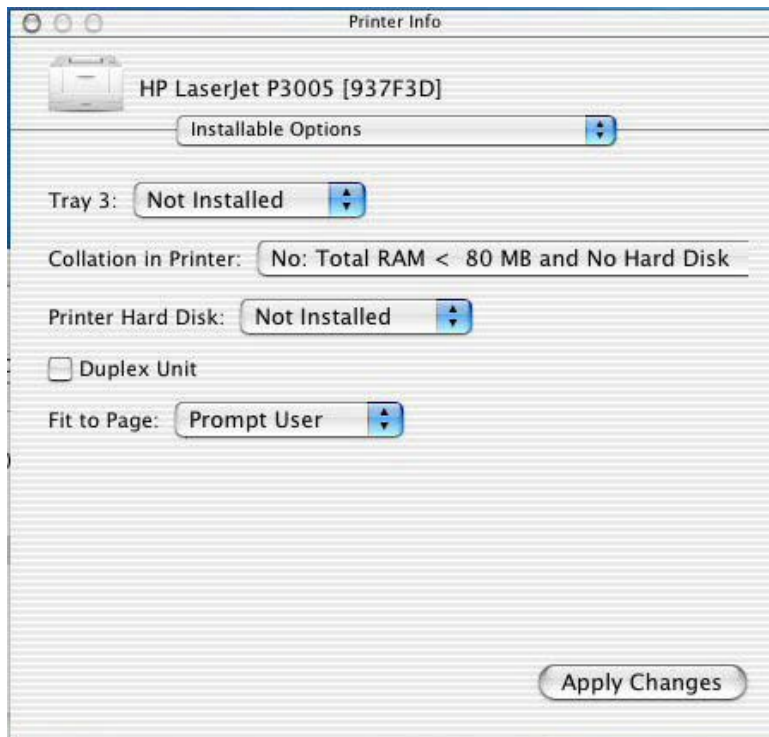 Printer Info
HP LaserJet P3005 [937F3D]
Installable Options
Tray 3: Not Installed
Collation in Printer: No: Total RAM < 80 MB and No Hard Disk
Printer Hard Disk: Not Installed
Duplex Unit
Fit to Page: Prompt User
Apply Changes